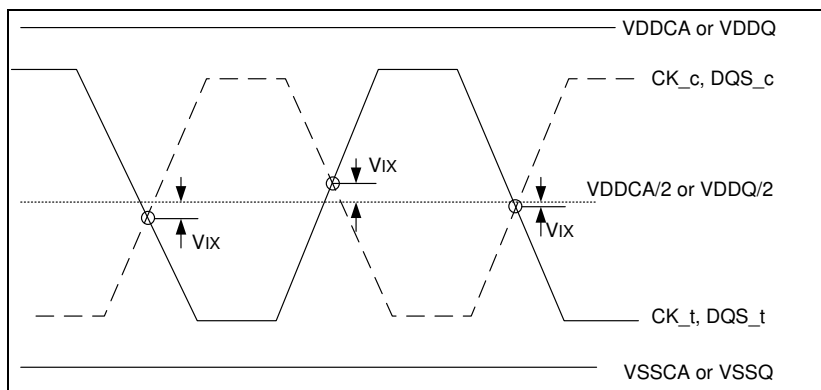 VDDCA or VDDQ
CK_c, DQS_c
VIX
VDDCA/2 or VDDQ/2
VIX
VIX
CK_t, DQS_t
VSSCA or VSSQ